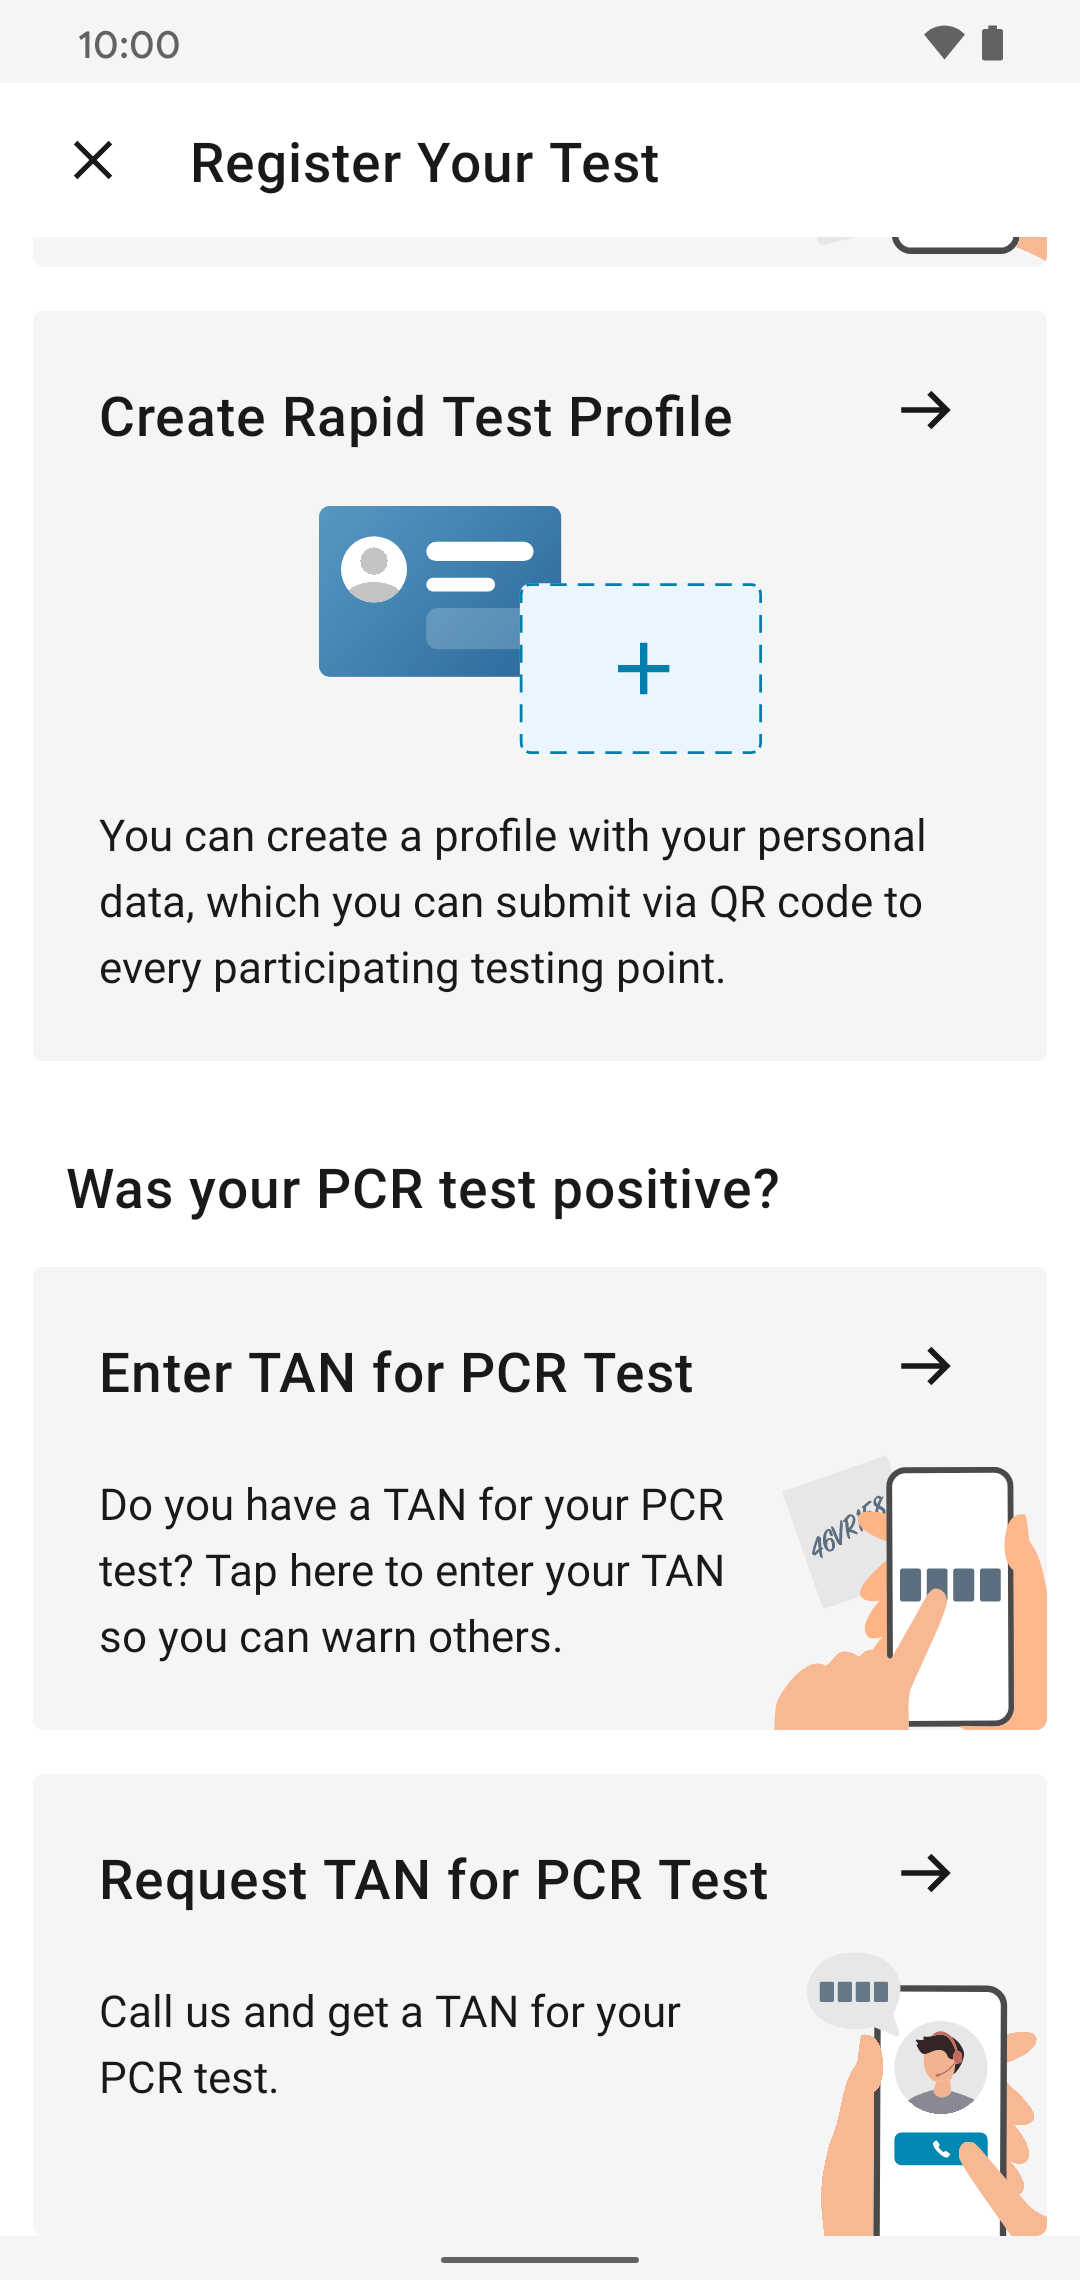 10:00
Register Your Test
Create Rapid Test Profile
You can create a profile with your personal
data, which you can submit via QR code to
every participating testing point.
Was your PCR test positive?
Enter TAN for PCR Test
Do you have a TAN for your PCR
test? Tap here to enter your TAN
so you can warn others.
Request TAN for PCR Test
Call us and get a TAN for your
PCR test.